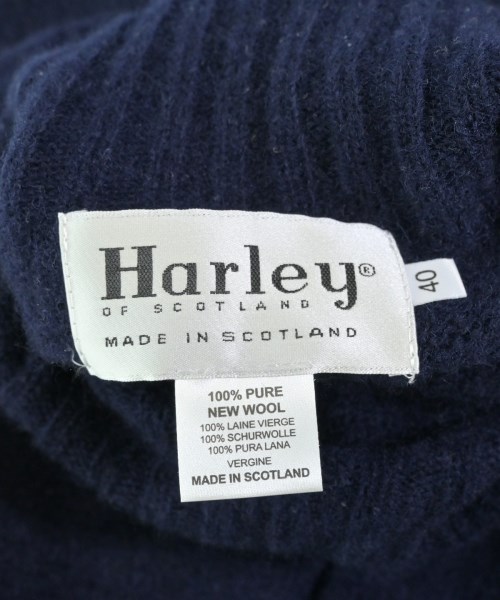 Harley®
OF SCOTLAND
MADE IN SCOTLAND
40
100% PURE
NEW WOOL
100% LAINE VIERGE
100% SCHURWOLLE
100% PURA LANA
VERGINE
MADE IN SCOTLAND